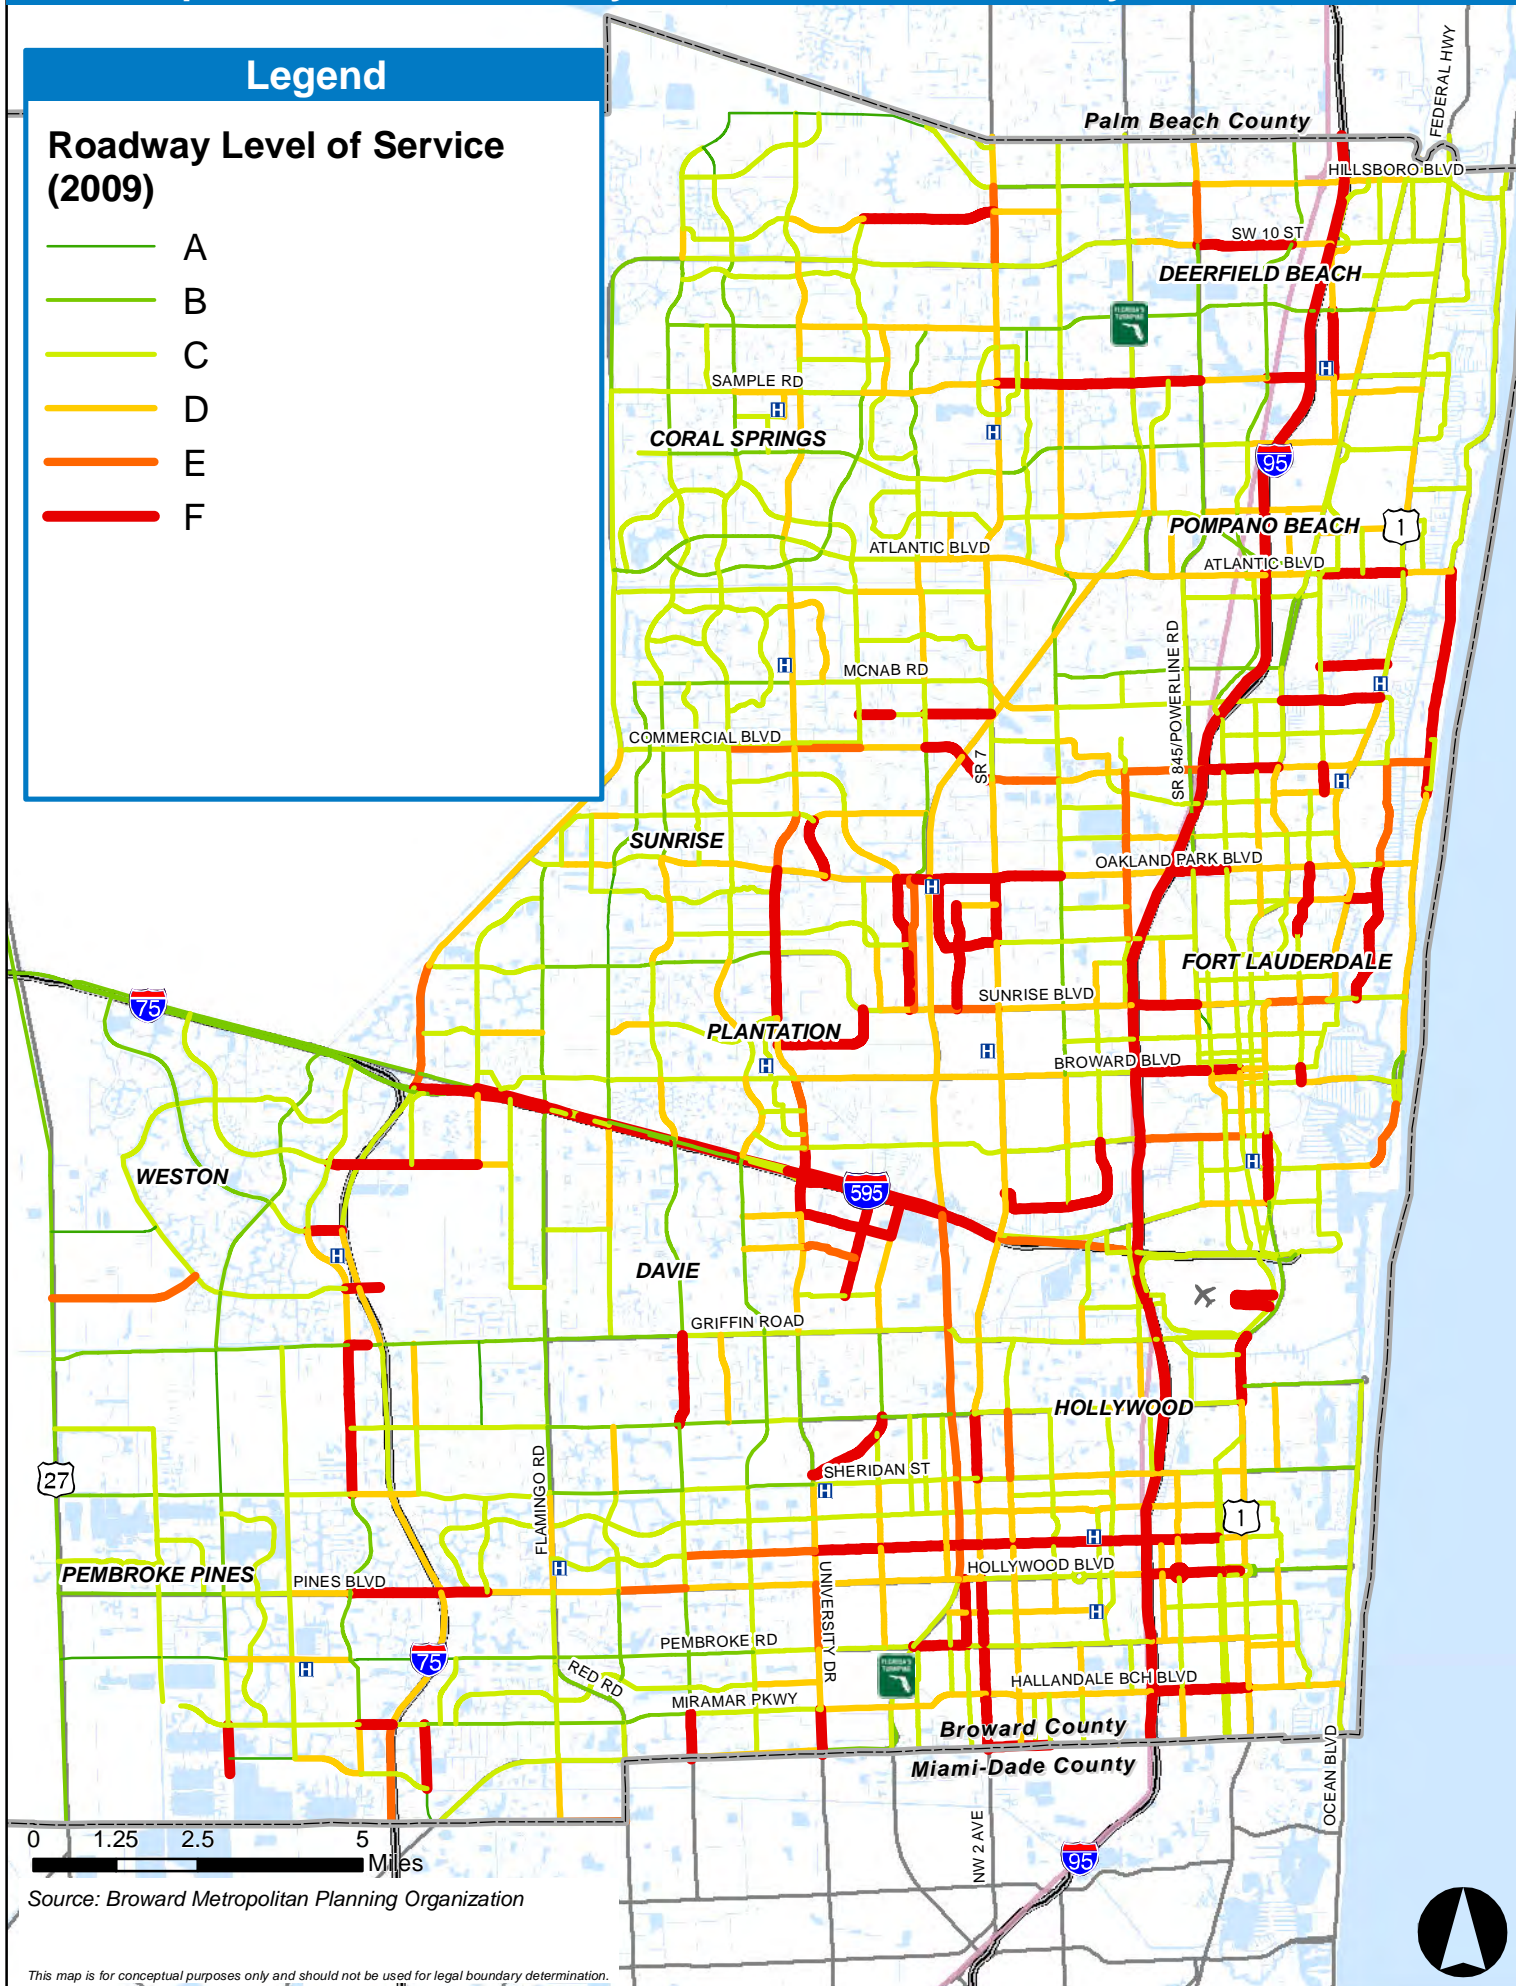 Legend
Roadway Level of Service
(2009)
A
B
C
D
E
F
Palm Beach County
FEDERAL HWY
HILLSBORO BLVD
SW 10 ST
DEERFIELD BEACH
FLORIDA'S
TURNPIKE
SAMPLE RD
H
H
H
CORAL SPRINGS
95
POMPANO BEACH
1
ATLANTIC BLVD
ATLANTIC BLVD
SR 845/POWERLINE RD
H
MCNAB RD
H
COMMERCIAL BLVD
SR 7
H
SUNRISE
OAKLAND PARK BLVD
H
FORT LAUDERDALE
75
SUNRISE BLVD
PLANTATION
H
H
BROWARD BLVD
WESTON
H
595
H
DAVIE
GRIFFIN ROAD
HOLLYWOOD
27
FLAMINGO RD
SHERIDAN ST
H
1
H
H
HOLLYWOOD BLVD
PEMBROKE PINES
PINES BLVD
UNIVERSITY DR
H
PEMBROKE RD
75
H
RED RD
FLORIDA'S
TURNPIKE
HALLANDALE BCH BLVD
MIRAMAR PKWY
Broward County
Miami-Dade County
OCEAN BLVD
NW 2 AVE
95
0 1.25 2.5 5
Miles
Source: Broward Metropolitan Planning Organization
This map is for conceptual purposes only and should not be used for legal boundary determination.